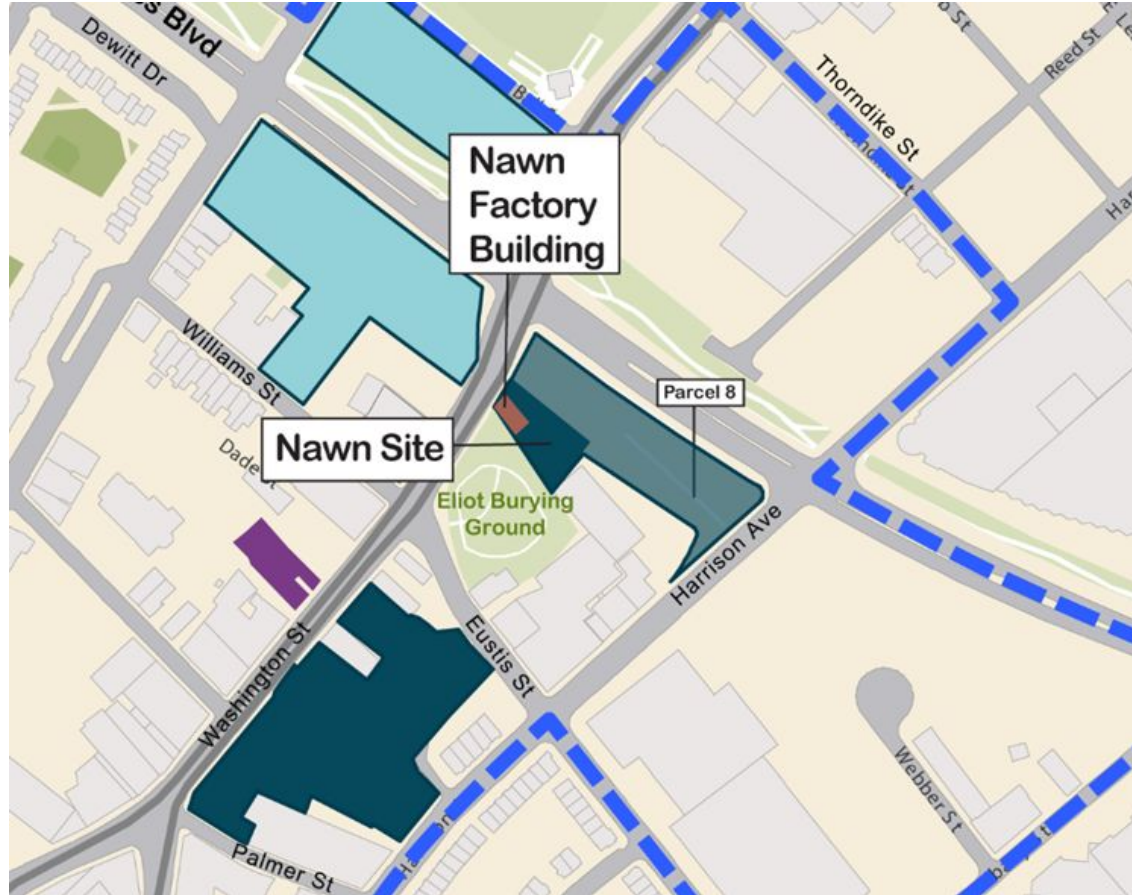 ss Blvd
Dewitt Dr
Thorndike St
Reed St
Nawn
Factory
Building
Williams St
Parcel 8
Nawn Site
Eliot Burying
Ground
Harrison Ave
Eustis St
Washington St
Webber St
Palmer St